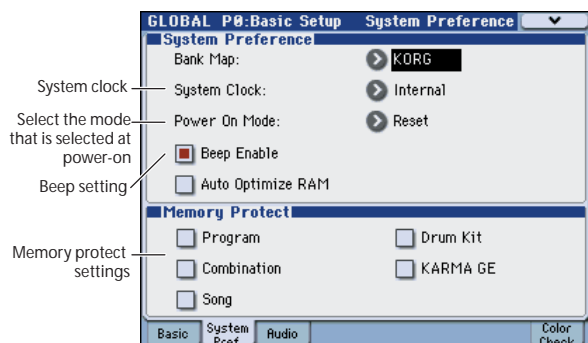 GLOBAL P0:Basic Setup System Preference
System Preference
Bank Map: KORG
System clock
System Clock: Internal
Select the mode
that is selected at
power-on
Power On Mode: Reset
Beep Enable
Beep setting
Auto Optimize RAM
Memory Protect
Program Drum Kit
Memory protect
settings
Combination KARMA GE
Song
Basic System Pref Audio Color Check